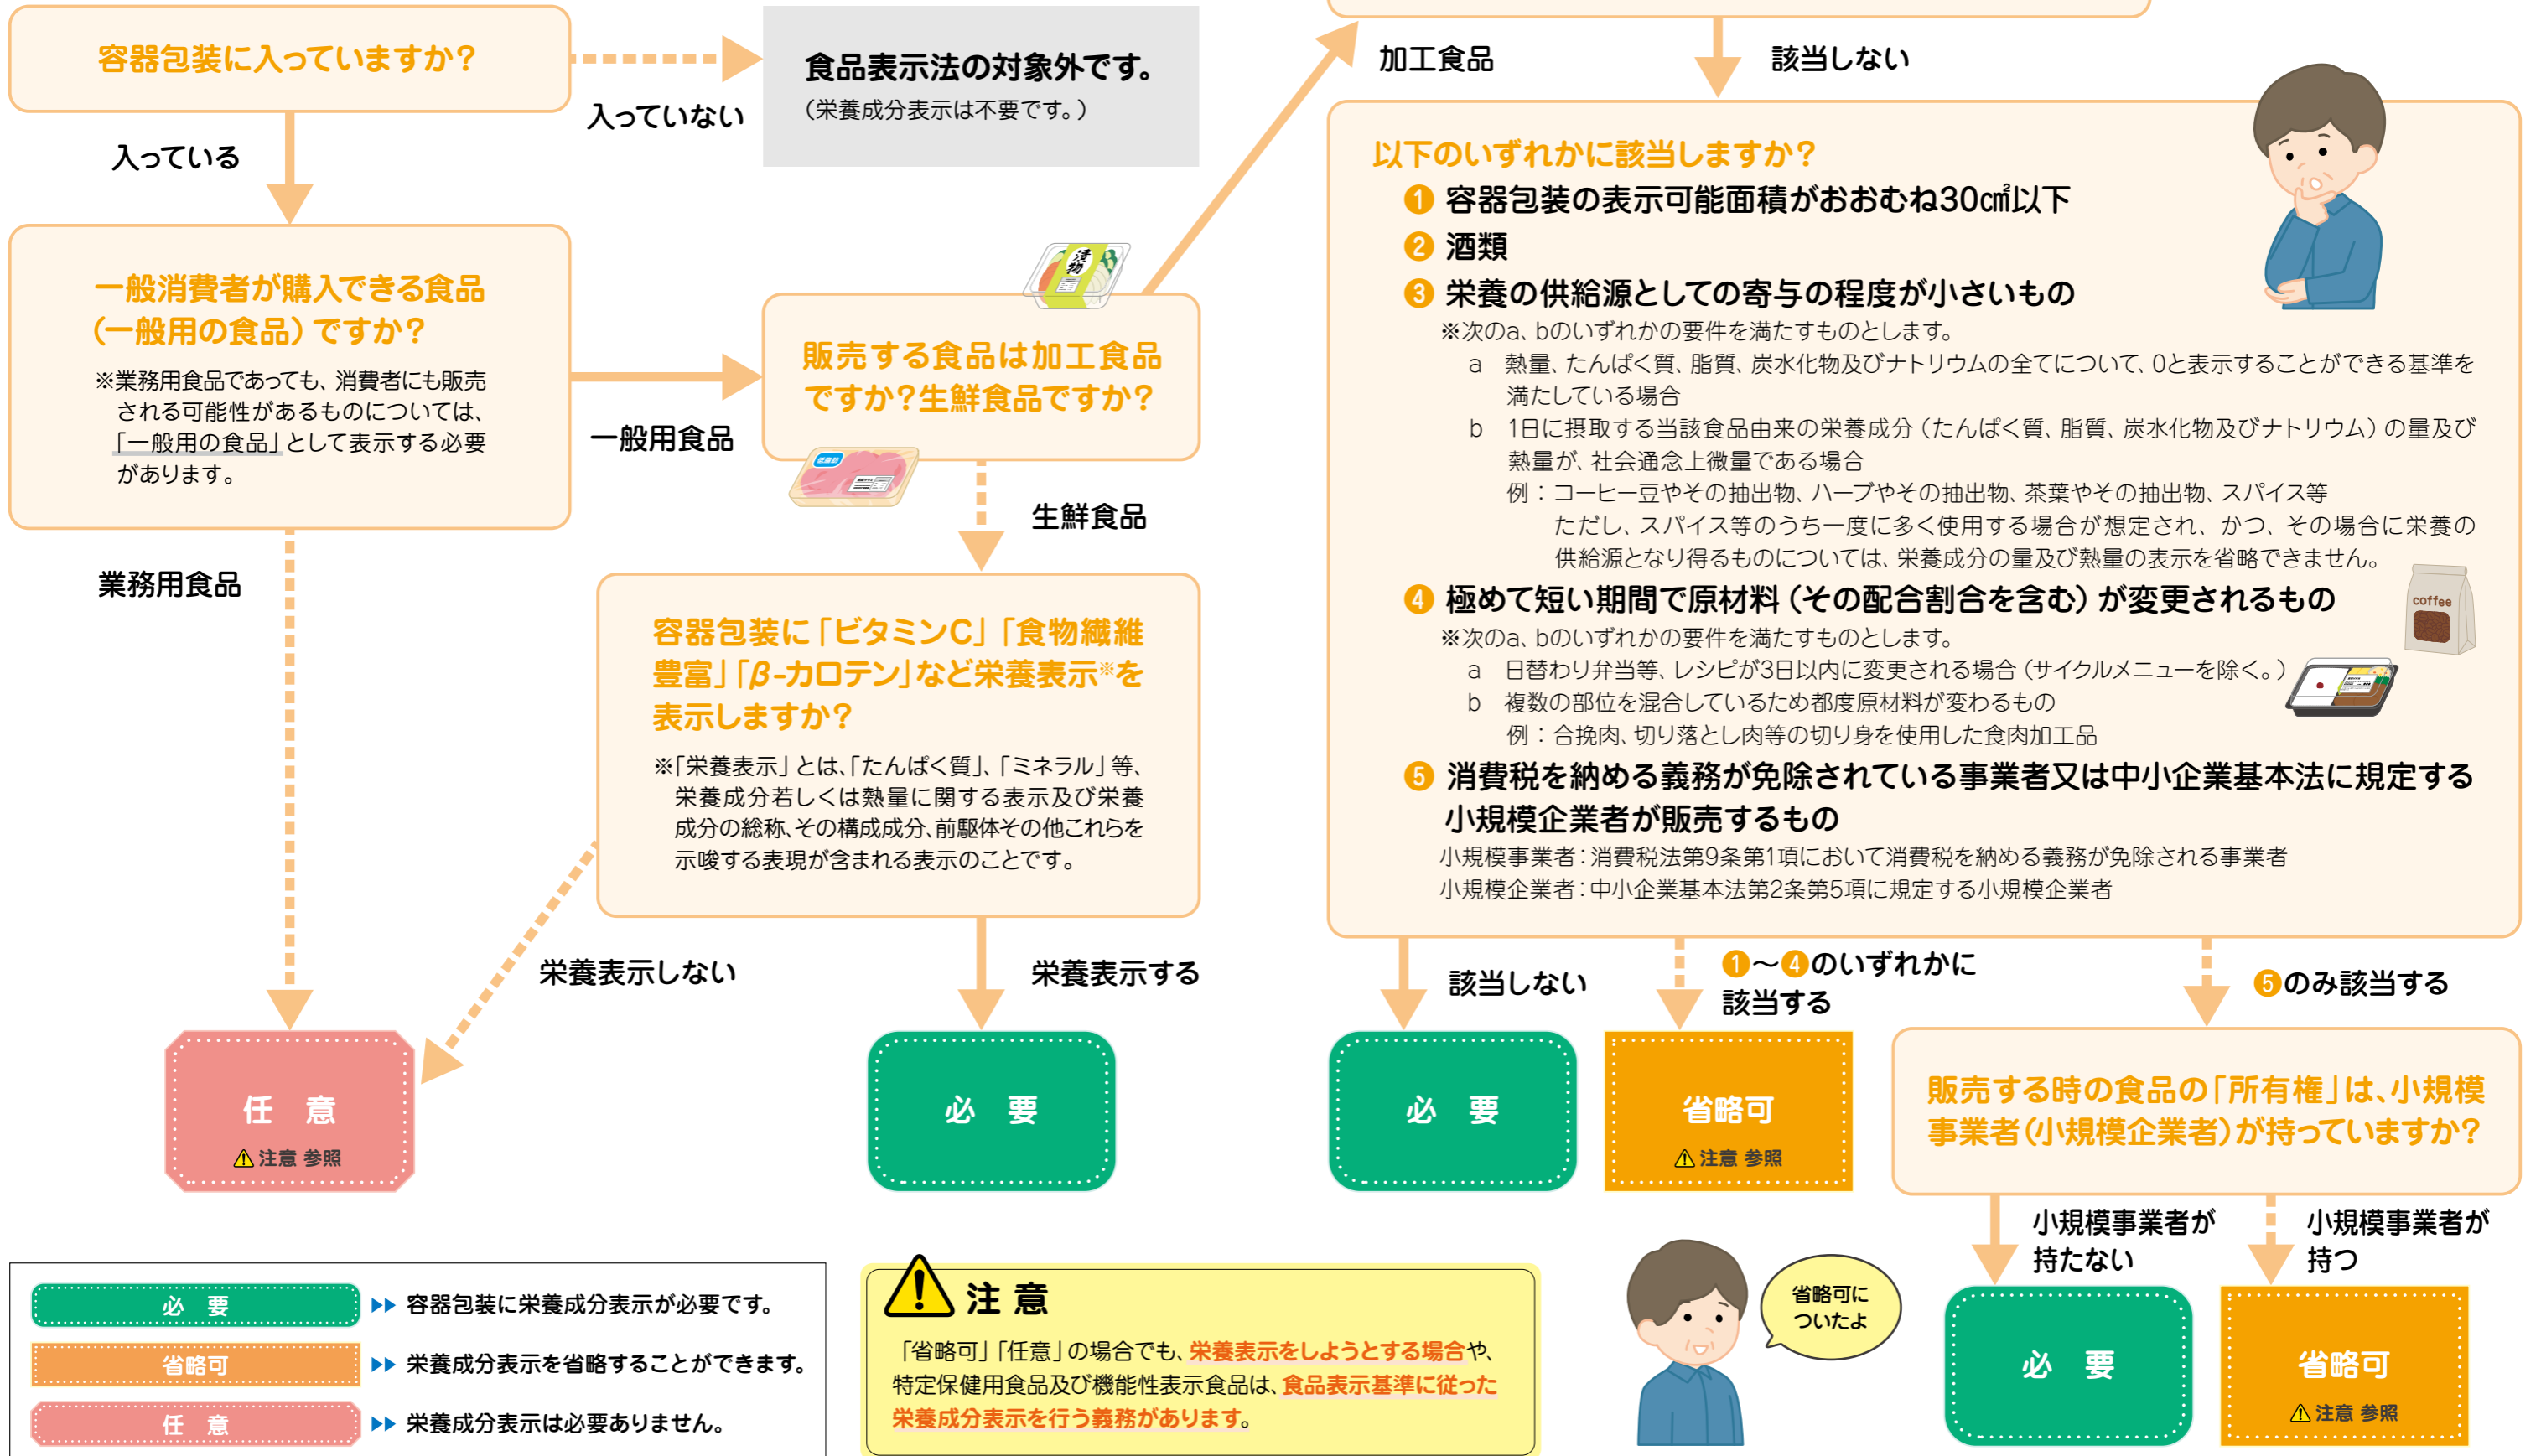 容器包装に入っていますか？
入っていない
入っている
食品表示法の対象外です。
（栄養成分表示は不要です。）
一般消費者が購入できる食品
（一般用の食品）ですか？
※業務用食品であっても、消費者にも販売
される可能性があるものについては、
「一般用の食品」として表示する必要
があります。
一般用食品
業務用食品
漬物
販売する食品は加工食品
ですか？生鮮食品ですか？
低脂肪
加工食品
生鮮食品
容器包装に「ビタミンC」「食物繊維
豊富」「β-カロテン」など栄養表示※を
表示しますか？
※「栄養表示」とは、「たんぱく質」、「ミネラル」等、
栄養成分若しくは熱量に関する表示及び栄養
成分の総称、その構成成分、前駆体その他これらを
示唆する表現が含まれる表示のことです。
栄養表示しない
栄養表示する
任 意
⚠注意 参照
必 要
該当しない
以下のいずれかに該当しますか？
❶ 容器包装の表示可能面積がおおむね30㎠以下
❷ 酒類
❸ 栄養の供給源としての寄与の程度が小さいもの
※次のa、bのいずれかの要件を満たすものとします。
a 熱量、たんぱく質、脂質、炭水化物及びナトリウムの全てについて、0と表示することができる基準を
満たしている場合
b 1日に摂取する当該食品由来の栄養成分（たんぱく質、脂質、炭水化物及びナトリウム）の量及び
熱量が、社会通念上微量である場合
例：コーヒー豆やその抽出物、ハーブやその抽出物、茶葉やその抽出物、スパイス等
ただし、スパイス等のうち一度に多く使用する場合が想定され、かつ、その場合に栄養の
供給源となり得るものについては、栄養成分の量及び熱量の表示を省略できません。
❹ 極めて短い期間で原材料（その配合割合を含む）が変更されるもの
coffee
※次のa、bのいずれかの要件を満たすものとします。
a 日替わり弁当等、レシピが3日以内に変更される場合（サイクルメニューを除く。）
b 複数の部位を混合しているため都度原材料が変わるもの
例：合挽肉、切り落とし肉等の切り身を使用した食肉加工品
❺ 消費税を納める義務が免除されている事業者又は中小企業基本法に規定する
小規模企業者が販売するもの
小規模事業者：消費税法第9条第1項において消費税を納める義務が免除される事業者
小規模企業者：中小企業基本法第2条第5項に規定する小規模企業者
該当しない
❶〜❹のいずれかに
該当する
❺のみ該当する
必 要
省略可
⚠注意 参照
販売する時の食品の「所有権」は、小規模
事業者（小規模企業者）が持っていますか？
小規模事業者が
持たない
小規模事業者が
持つ
必 要
省略可
⚠注意 参照
省略可に
ついたよ
必 要 ▶▶ 容器包装に栄養成分表示が必要です。
省略可 ▶▶ 栄養成分表示を省略することができます。
任 意 ▶▶ 栄養成分表示は必要ありません。
注 意
「省略可」「任意」の場合でも、栄養表示をしようとする場合や、
特定保健用食品及び機能性表示食品は、食品表示基準に従った
栄養成分表示を行う義務があります。